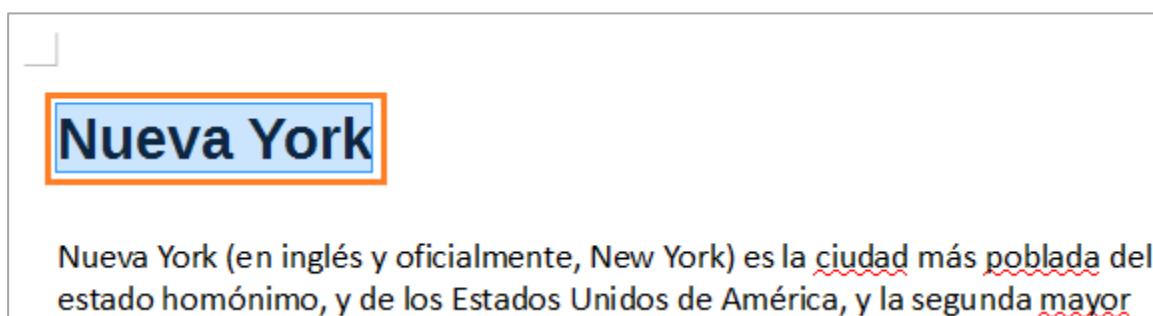 Nueva York
Nueva York (en inglés y oficialmente, New York) es la ciudad más poblada del
estado homónimo, y de los Estados Unidos de América, y la segunda mayor